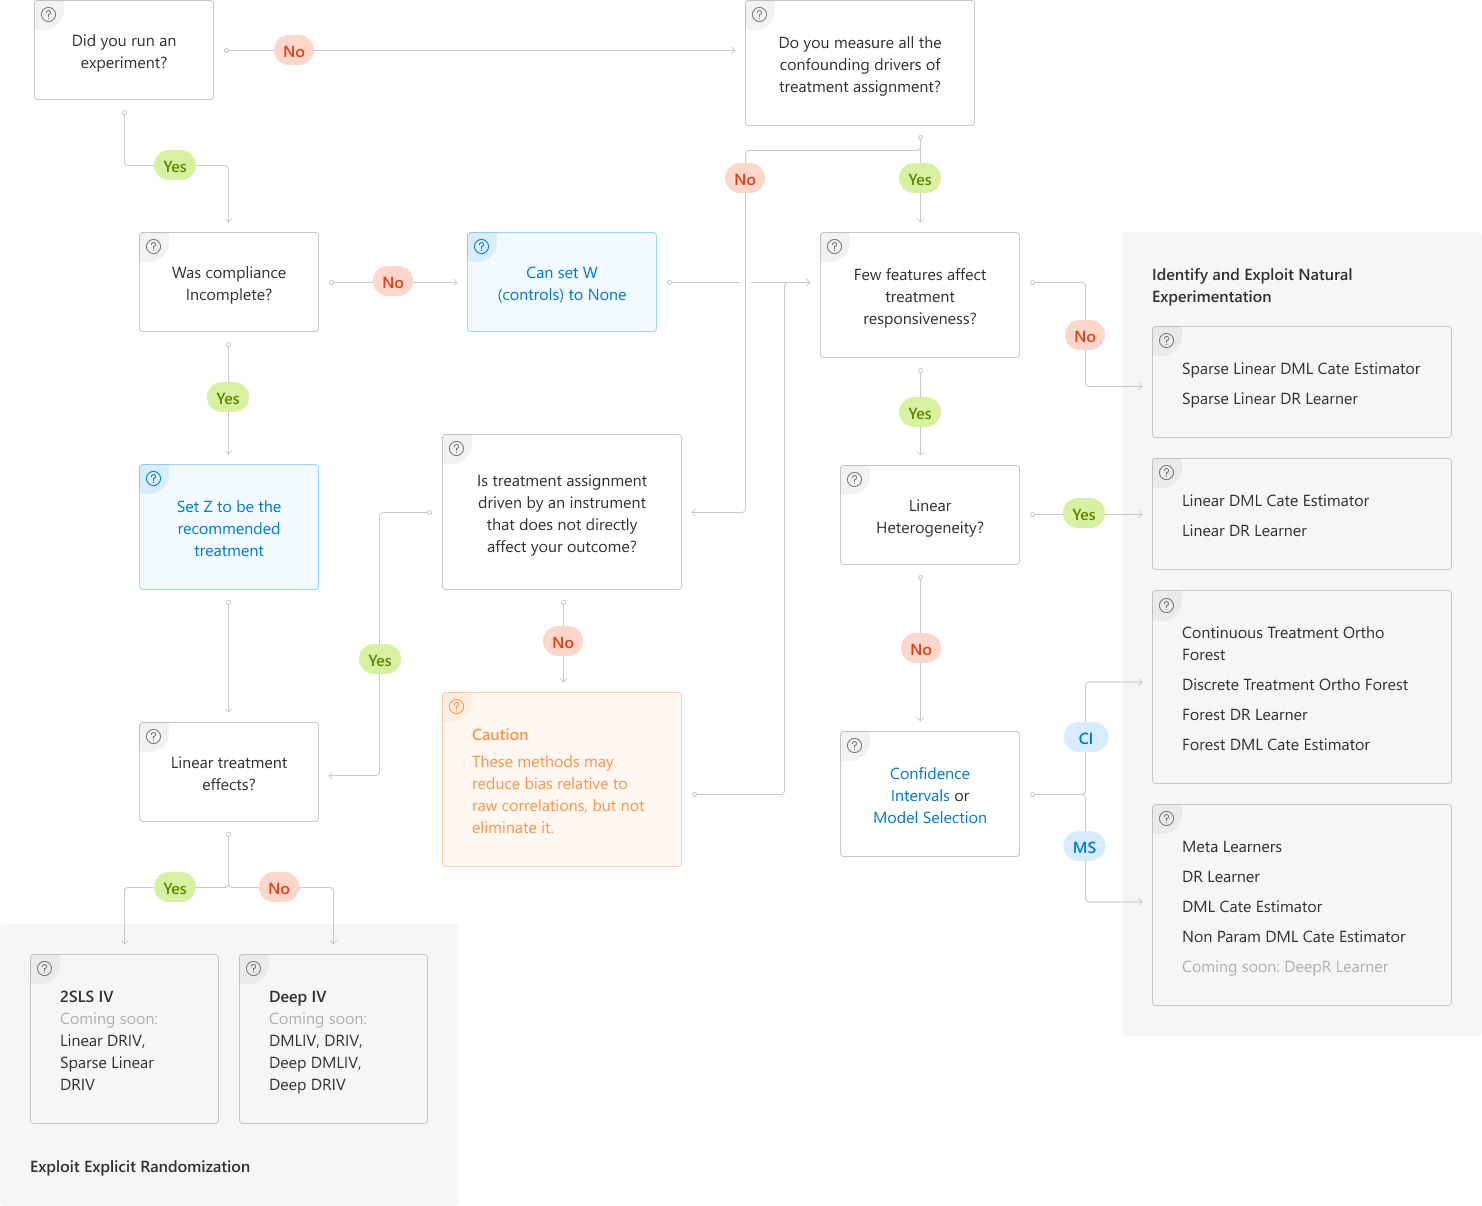 Did you run an
experiment?
No
Do you measure all the
confounding drivers of
treatment assignment?
Yes
No
Yes
Was compliance
Incomplete?
No
Can set W
(controls) to None
Few features affect
treatment
responsiveness?
No
Identify and Exploit Natural
Experimentation
Sparse Linear DML Cate Estimator
Sparse Linear DR Learner
Yes
Yes
Set Z to be the
recommended
treatment
Is treatment assignment
driven by an instrument
that does not directly
affect your outcome?
Linear
Heterogeneity?
Yes
Linear DML Cate Estimator
Linear DR Learner
Yes
No
No
Continuous Treatment Ortho
Forest
Discrete Treatment Ortho Forest
Forest DR Learner
Forest DML Cate Estimator
Linear treatment
effects?
Caution
These methods may
reduce bias relative to
raw correlations, but not
eliminate it.
Confidence
Intervals or
Model Selection
CI
MS
Meta Learners
DR Learner
DML Cate Estimator
Non Param DML Cate Estimator
Coming soon: DeepR Learner
Yes
No
2SLS IV
Coming soon:
Linear DRIV,
Sparse Linear
DRIV
Deep IV
Coming soon:
DMLIV, DRIV,
Deep DMLIV,
Deep DRIV
Exploit Explicit Randomization